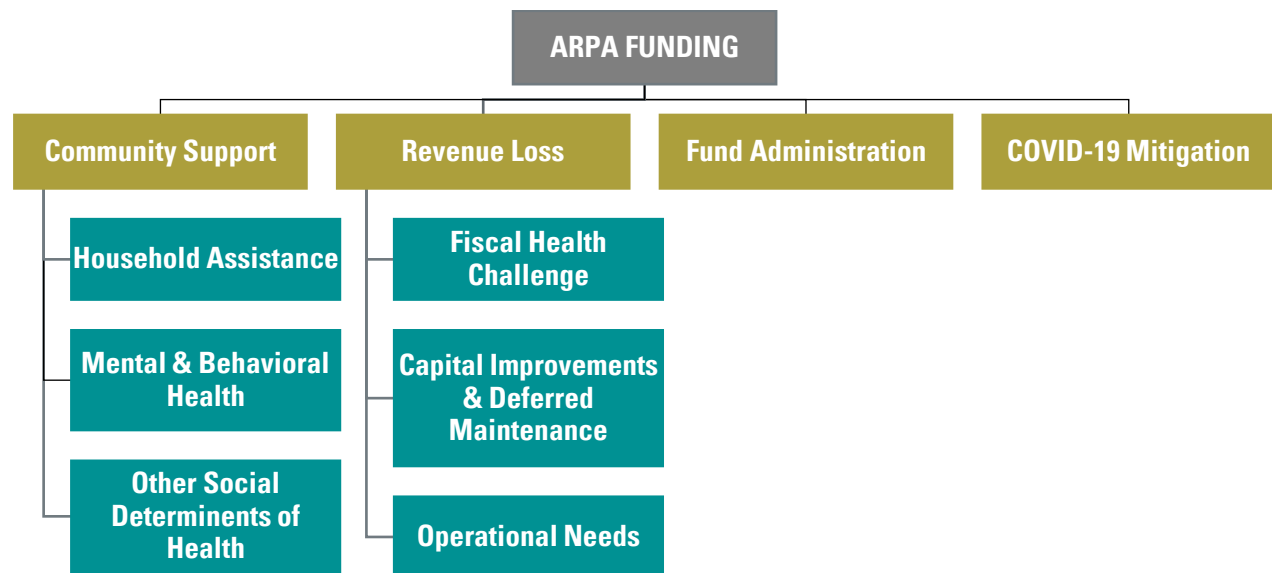 ARPA FUNDING
Community Support
Revenue Loss
Fund Administration
COVID-19 Mitigation
Household Assistance
Mental & Behavioral
Health
Other Social
Determinents of
Health
Fiscal Health
Challenge
Capital Improvements
& Deferred
Maintenance
Operational Needs